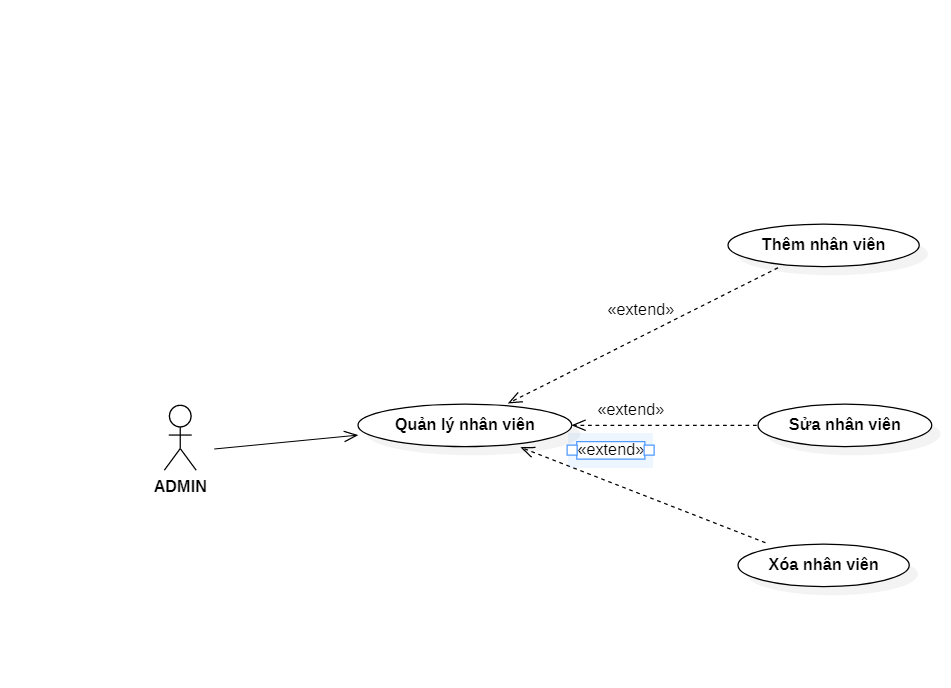 Thêm nhân viên
«extend»
«extend»
Quản lý nhân viên
Sửa nhân viên
«extend»
ADMIN
Xóa nhân viên